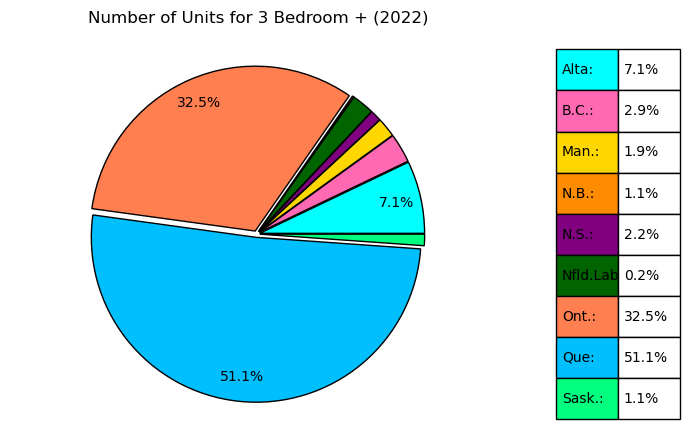 Number of Units for 3 Bedroom + (2022)
32.5%
7.1%
51.1%
Alta: 7.1%
B.C.: 2.9%
Man.: 1.9%
N.B.: 1.1%
N.S.: 2.2%
Nfld.Lab 0.2%
Ont.: 32.5%
Que: 51.1%
Sask.: 1.1%